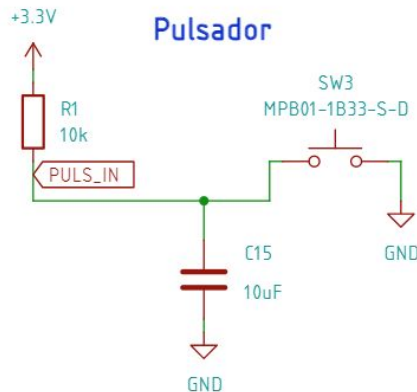 +3.3V
Pulsador
R1
10k
PULS_IN
SW3
MPB01-1B33-S-D
GND
C15
10uF
GND